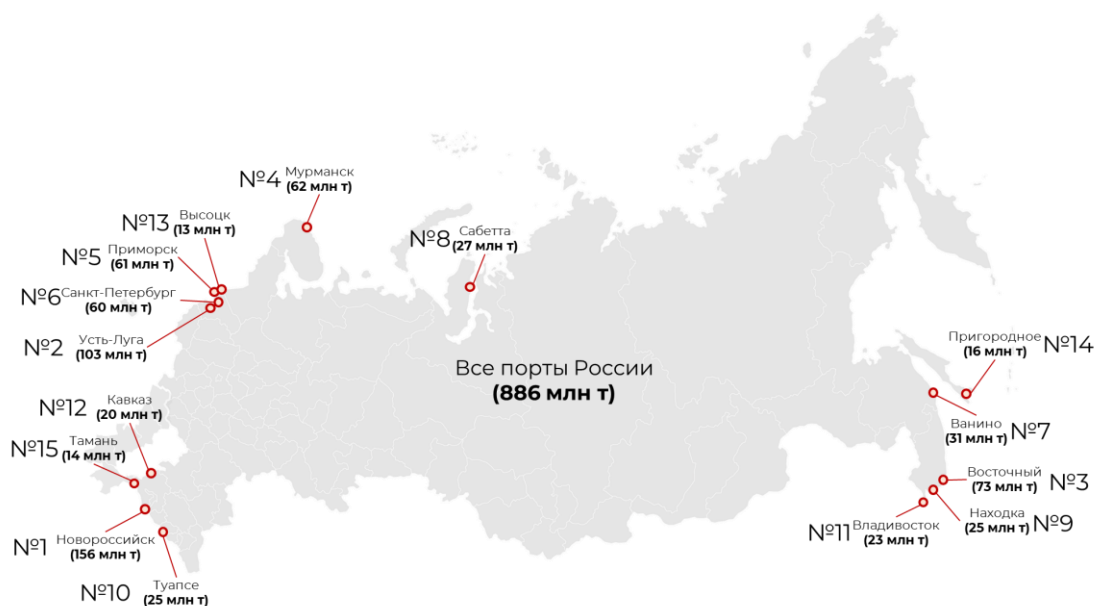 №4
Мурманск
(62 млн т)
№13
Высоцк
(13 млн т)
№5
Приморск
(61 млн т)
№6
Санкт-Петербург
(60 млн т)
№2
Усть-Луга
(103 млн т)
№8
Сабетта
(27 млн т)
Все порты России
(886 млн т)
№12
Кавказ
(20 млн т)
№15
Тамань
(14 млн т)
№1
Новороссийск
(156 млн т)
№10
Туапсе
(25 млн т)
Пригородное
(16 млн т)
№14
Ванино
(31 млн т)
№7
Восточный
(73 млн т)
№3
Находка
(25 млн т)
№9
№11
Владивосток
(23 млн т)